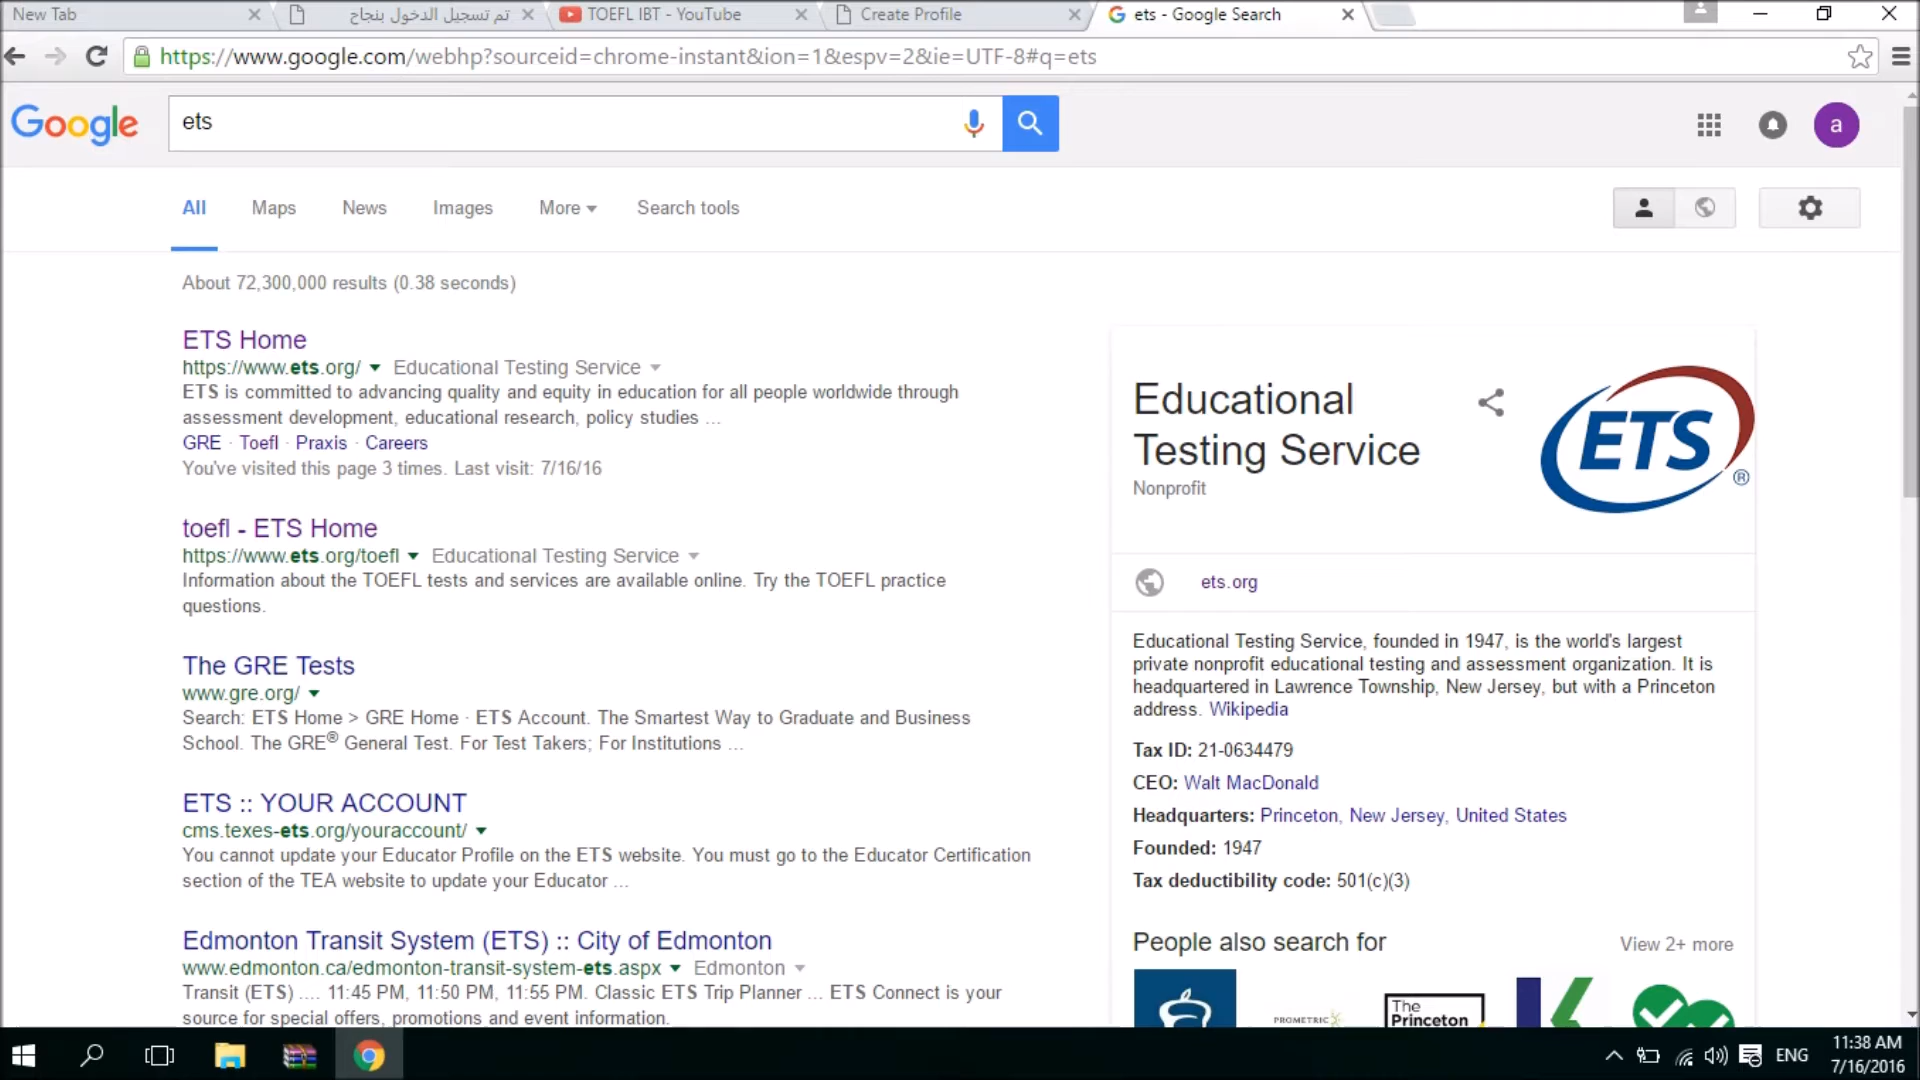 New Tab
تم تسجيل الدخول بنجاح
TOEFL IBT - YouTube
Create Profile
ets - Google Search
https://www.google.com/webhp?sourceid=chrome-instant&ion=1&espv=2&ie=UTF-8#q=ets
Google
ets
a
All
Maps
News
Images
More
Search tools
About 72,300,000 results (0.38 seconds)
ETS Home
https://www.ets.org/ Educational Testing Service
ETS is committed to advancing quality and equity in education for all people worldwide through
assessment development, educational research, policy studies ...
GRE · Toefl · Praxis · Careers
You've visited this page 3 times. Last visit: 7/16/16
toefl - ETS Home
https://www.ets.org/toefl Educational Testing Service
Information about the TOEFL tests and services are available online. Try the TOEFL practice
questions.
The GRE Tests
www.gre.org/
Search: ETS Home > GRE Home · ETS Account. The Smartest Way to Graduate and Business
School. The GRE® General Test. For Test Takers; For Institutions ...
ETS :: YOUR ACCOUNT
cms.texes-ets.org/youraccount/
You cannot update your Educator Profile on the ETS website. You must go to the Educator Certification
section of the TEA website to update your Educator ...
Edmonton Transit System (ETS) :: City of Edmonton
www.edmonton.ca/edmonton-transit-system-ets.aspx Edmonton
Transit (ETS) .... 11:45 PM, 11:50 PM, 11:55 PM. Classic ETS Trip Planner ... ETS Connect is your
source for special offers, promotions and event information.
Educational
Testing Service
Nonprofit
ETS ®
ets.org
Educational Testing Service, founded in 1947, is the world's largest
private nonprofit educational testing and assessment organization. It is
headquartered in Lawrence Township, New Jersey, but with a Princeton
address. Wikipedia
Tax ID: 21-0634479
CEO: Walt MacDonald
Headquarters: Princeton, New Jersey, United States
Founded: 1947
Tax deductibility code: 501(c)(3)
People also search for
View 2+ more
PROMETRIC
The
Princeton
ENG
11:38 AM
7/16/2016